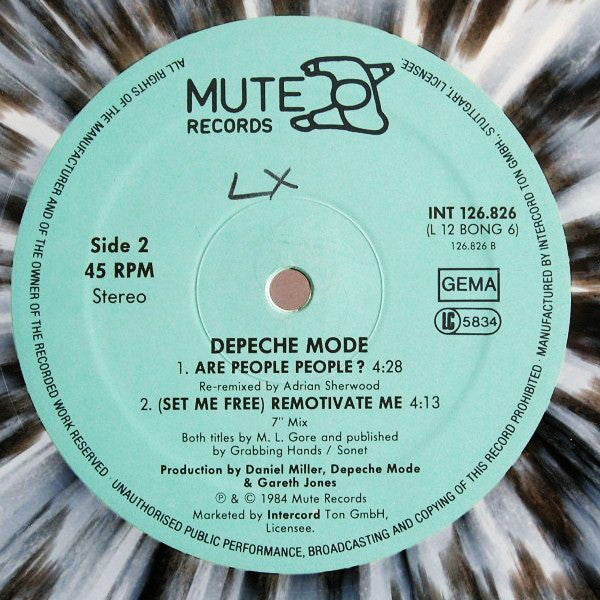 MUTE
RECORDS
LX
Side 2
45 RPM
Stereo
INT 126.826
(L 12 BONG 6)
126.826 B
GEMA
LC 5834
DEPECHE MODE
1. ARE PEOPLE PEOPLE? 4:28
Re-remixed by Adrian Sherwood
2. (SET ME FREE) REMOTIVATE ME 4:13
7" Mix
Both titles by M. L. Gore and published
by Grabbing Hands / Sonet
Production by Daniel Miller, Depeche Mode
& Gareth Jones
℗ & © 1984 Mute Records
Marketed by Intercord Ton GmbH,
Licensee.
ALL RIGHTS OF THE MANUFACTURER AND OF THE OWNER OF THE RECORDED WORK RESERVED · UNAUTHORISED PUBLIC PERFORMANCE, BROADCASTING AND COPYING OF THIS RECORD PROHIBITED · MANUFACTURED BY INTERCORD TON GMBH, STUTTGART, LICENSEE.